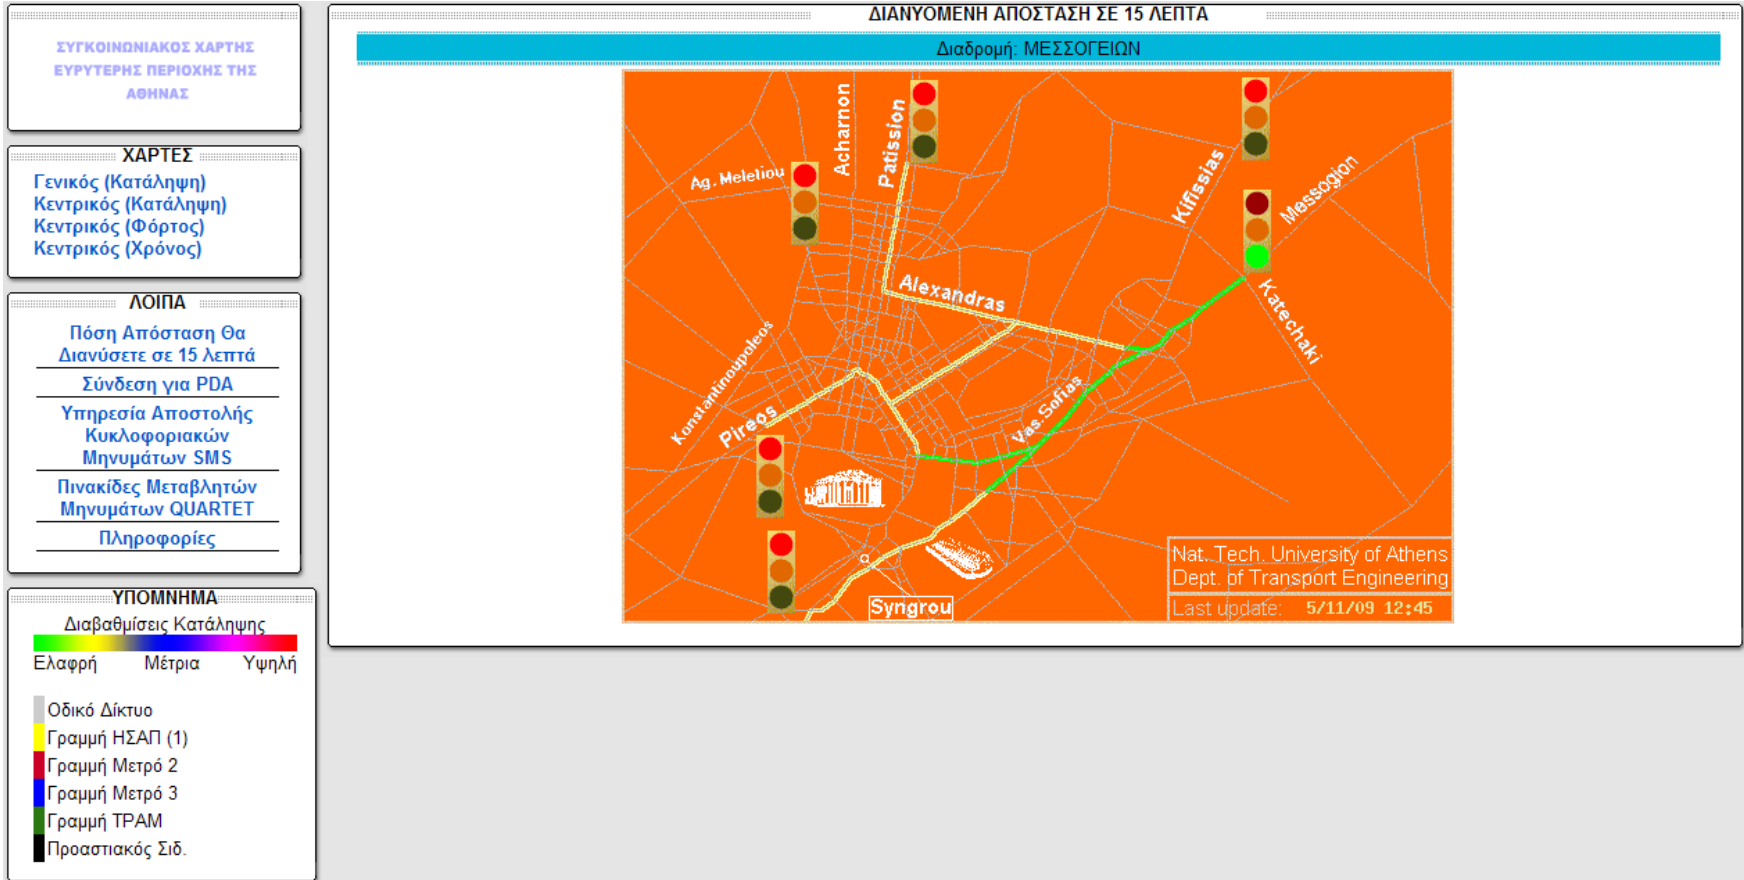 ΣΥΓΚΟΙΝΩΝΙΑΚΟΣ ΧΑΡΤΗΣ
ΕΥΡΥΤΕΡΗΣ ΠΕΡΙΟΧΗΣ ΤΗΣ
ΑΘΗΝΑΣ
ΧΑΡΤΕΣ
Γενικός (Κατάληψη)
Κεντρικός (Κατάληψη)
Κεντρικός (Φόρτος)
Κεντρικός (Χρόνος)
ΛΟΙΠΑ
Πόση Απόσταση Θα
Διανύσετε σε 15 λεπτά
Σύνδεση για PDA
Υπηρεσία Αποστολής
Κυκλοφοριακών
Μηνυμάτων SMS
Πινακίδες Μεταβλητών
Μηνυμάτων QUARTET
Πληροφορίες
ΥΠΟΜΝΗΜΑ
Διαβαθμίσεις Κατάληψης
Ελαφρή Μέτρια Υψηλή
Οδικό Δίκτυο
Γραμμή ΗΣΑΠ (1)
Γραμμή Μετρό 2
Γραμμή Μετρό 3
Γραμμή ΤΡΑΜ
Προαστιακός Σιδ.
ΔΙΑΝΥΟΜΕΝΗ ΑΠΟΣΤΑΣΗ ΣΕ 15 ΛΕΠΤΑ
Διαδρομή: ΜΕΣΣΟΓΕΙΩΝ
Acharnon
Patission
Ag. Meletiou
Kifissias
Messogion
Alexandras
Katechaki
Konstantinoupoleos
Pireos
Vas.Sofias
Syngrou
Nat. Tech. University of Athens
Dept. of Transport Engineering
Last update: 5/11/09 12:45